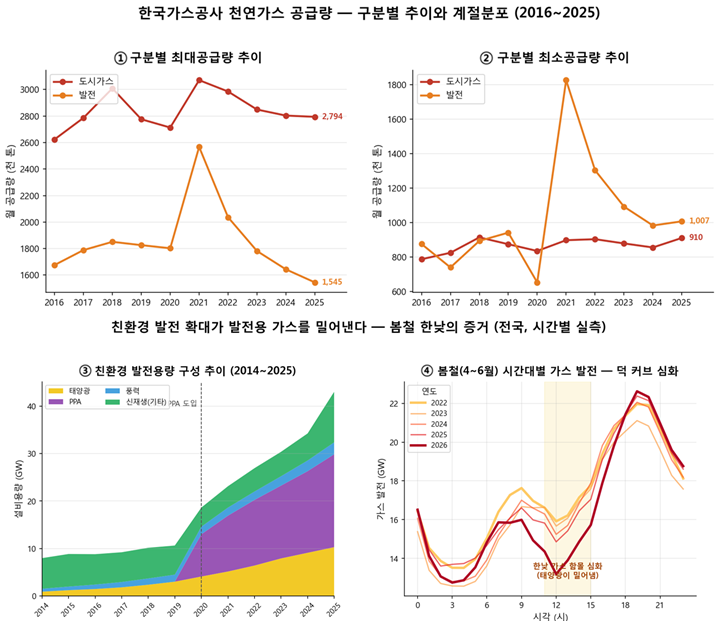 한국가스공사 천연가스 공급량 — 구분별 추이와 계절분포 (2016~2025)
① 구분별 최대공급량 추이
월 공급량 (천 톤)
3000
2800
2600
2400
2200
2000
1800
1600
도시가스
발전
2,794
1,545
2016 2017 2018 2019 2020 2021 2022 2023 2024 2025
② 구분별 최소공급량 추이
월 공급량 (천 톤)
1800
1600
1400
1200
1000
800
600
도시가스
발전
1,007
910
2016 2017 2018 2019 2020 2021 2022 2023 2024 2025
친환경 발전 확대가 발전용 가스를 밀어낸다 — 봄철 한낮의 증거 (전국, 시간별 실측)
③ 친환경 발전용량 구성 추이 (2014~2025)
설비용량 (GW)
40
30
20
10
0
태양광 풍력
PPA 신재생(기타)
PPA 도입
2014 2015 2016 2017 2018 2019 2020 2021 2022 2023 2024 2025
④ 봄철(4~6월) 시간대별 가스 발전 — 덕 커브 심화
가스 발전 (GW)
22
20
18
16
14
연도
2022
2023
2024
2025
2026
한낮 가스 함몰 심화
(태양광이 밀어냄)
0 3 6 9 12 15 18 21
시각 (시)